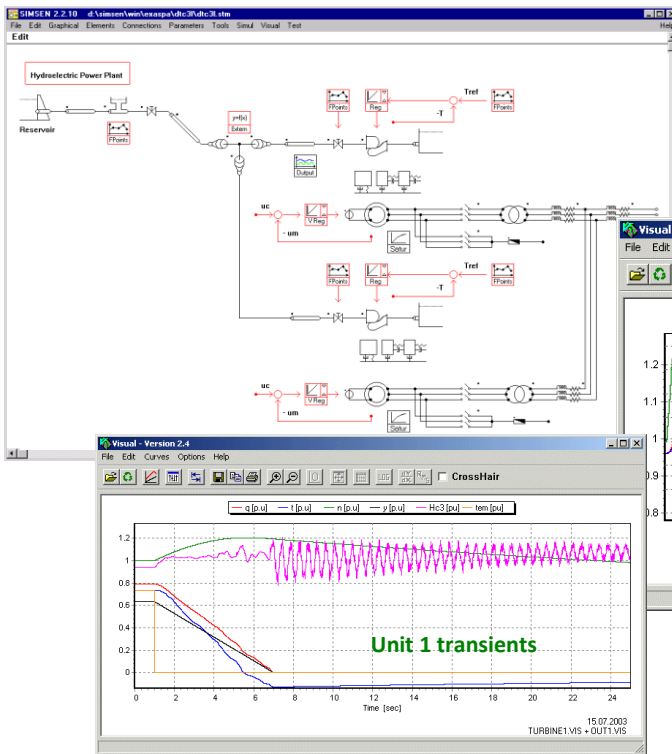 SIMSEN 2.2.10 d:\simsen\win\exaspa\dtc3l\dtc3l.stm
File Edit Graphical Elements Connections Parameters Tools Simul Visual Test Help
Edit
Hydroelectric Power Plant
Reservoir
FPoints
y=f(x)
Extern
Output
FPoints
Reg
Tref
-T
FPoints
uc
- um
V Reg
Satur
FPoints
Reg
Tref
-T
FPoints
uc
- um
V Reg
Satur
Visual
File Edit
1.2
1.1
1
0.9
0.8
Visual - Version 2.4
File Edit Curves Options Help
LOG
CrossHair
q [p.u] t [p.u] n [p.u] y [p.u] Hc3 [pu] tem [pu]
1.2
1
0.8
0.6
0.4
0.2
0
Unit 1 transients
0 2 4 6 8 10 12 14 16 18 20 22 24
Time [sec]
15.07.2003
TURBINE1.VIS + OUT1.VIS